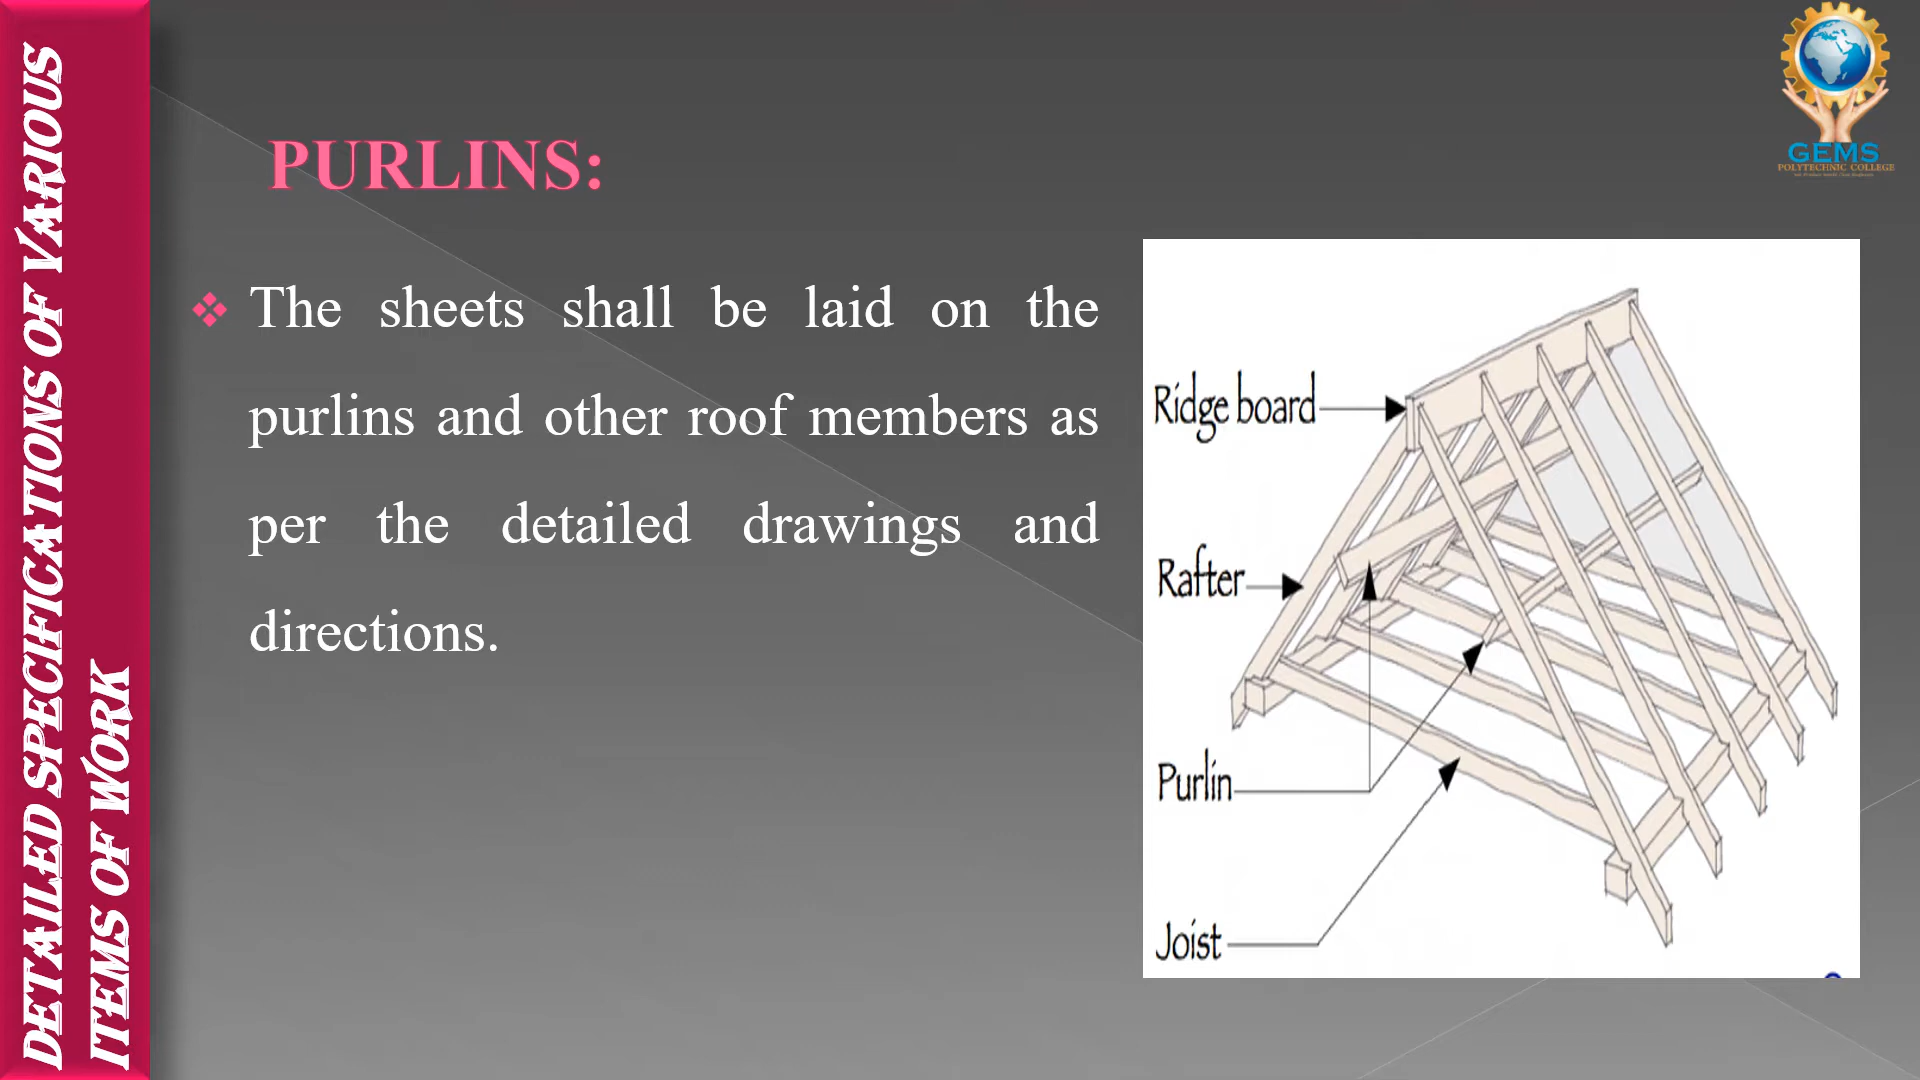 DETAILED SPECIFICATIONS OF VARIOUS
ITEMS OF WORK
PURLINS:
The sheets shall be laid on the
purlins and other roof members as
per the detailed drawings and
directions.
GEMS
POLYTECHNIC COLLEGE
Ridge board
Rafter
Purlin
Joist